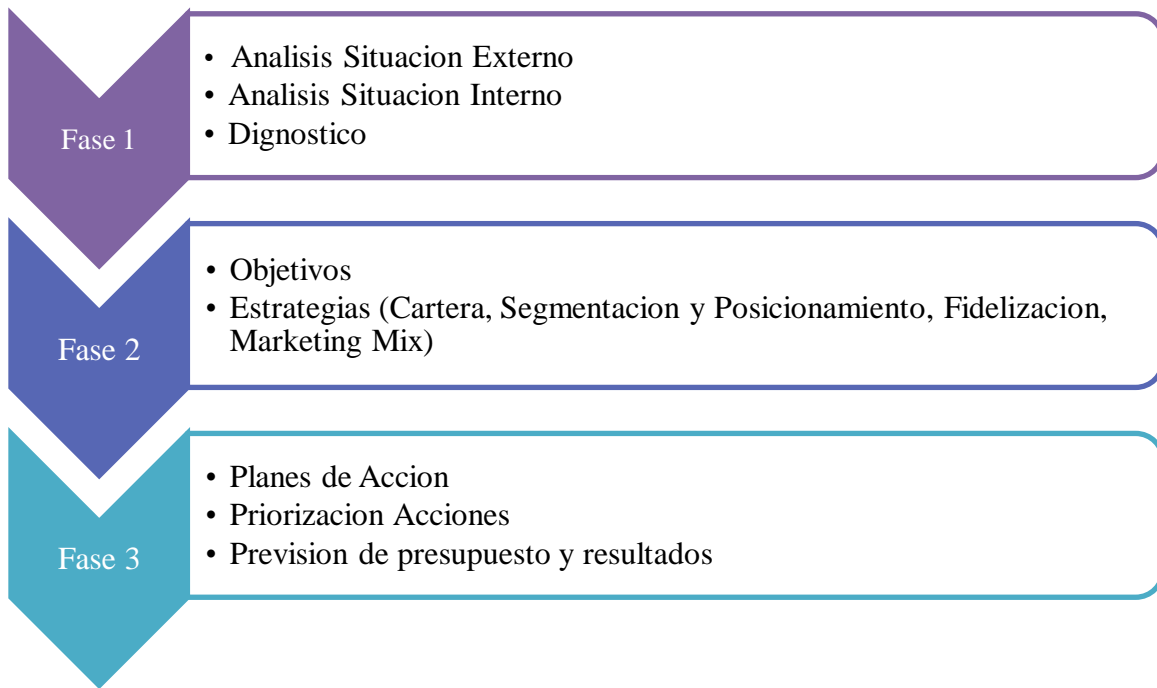 Fase 1
• Analisis Situacion Externo
• Analisis Situacion Interno
• Dignostico
Fase 2
• Objetivos
• Estrategias (Cartera, Segmentacion y Posicionamiento, Fidelizacion,
Marketing Mix)
Fase 3
• Planes de Accion
• Priorizacion Acciones
• Prevision de presupuesto y resultados